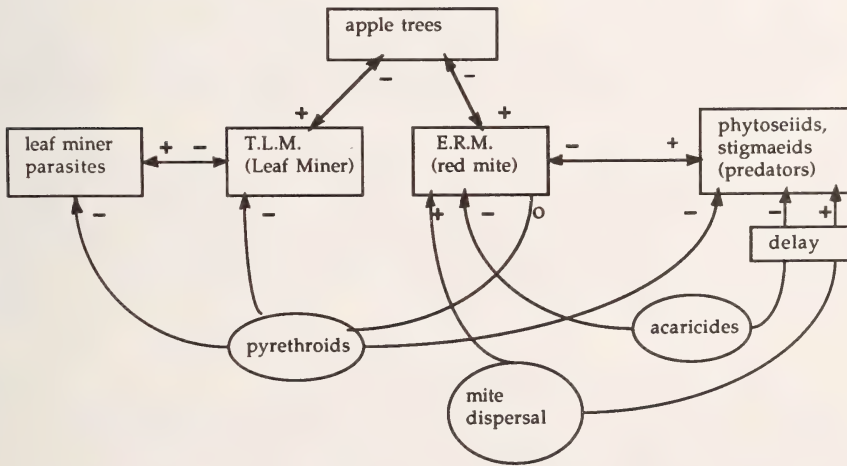 apple trees
− −
+ +
leaf miner
parasites
+ −
T.L.M.
(Leaf Miner)
E.R.M.
(red mite)
− +
phytoseiids,
stigmaeids
(predators)
− − + − o − − +
delay
pyrethroids
acaricides
mite
dispersal